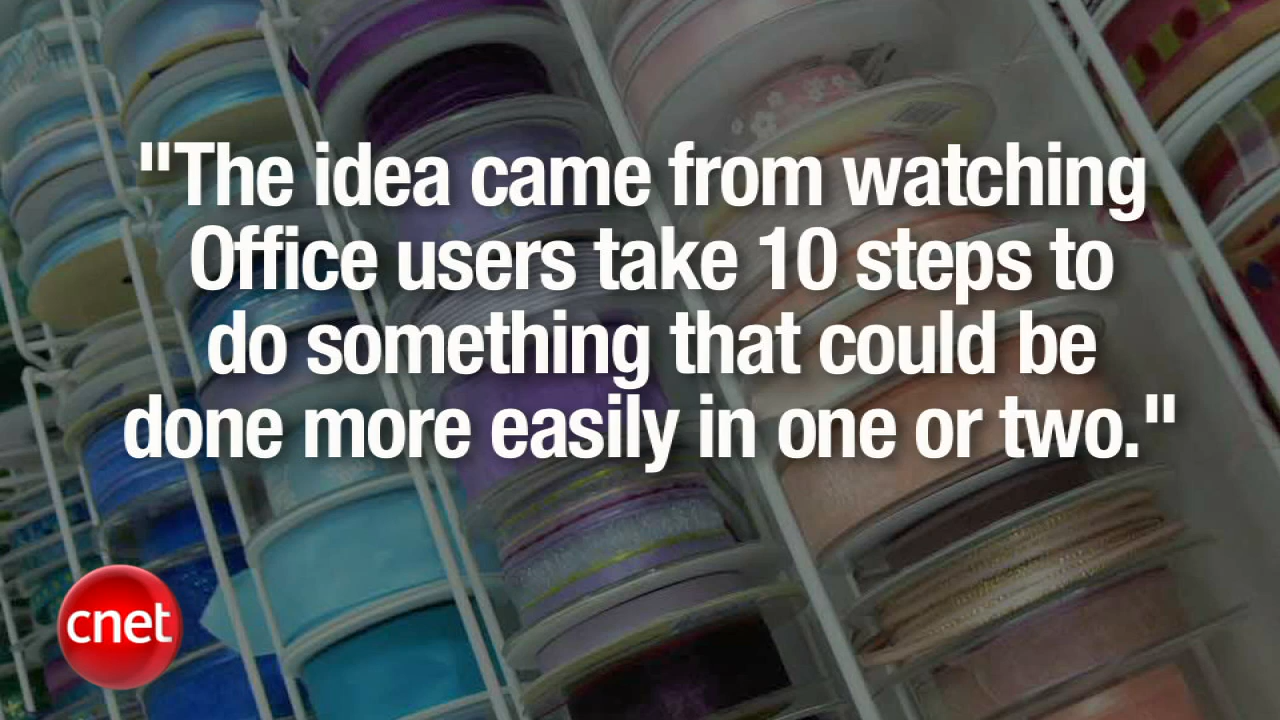 "The idea came from watching
Office users take 10 steps to
do something that could be
done more easily in one or two."
cnet